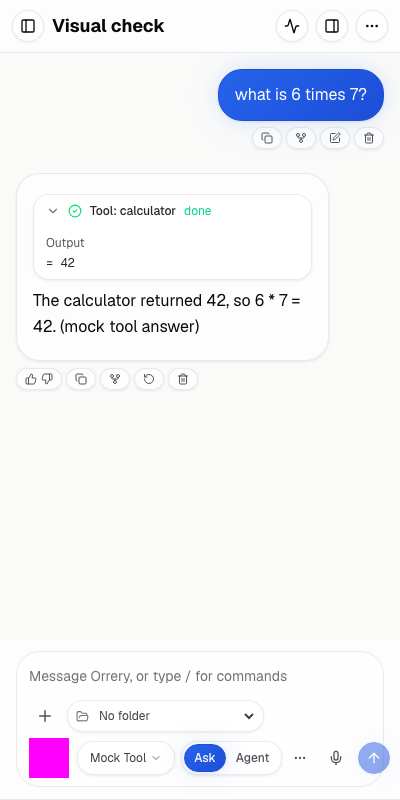 Visual check
what is 6 times 7?
Tool: calculator done
Output
= 42
The calculator returned 42, so 6 * 7 =
42. (mock tool answer)
Message Orrery, or type / for commands
No folder
Mock Tool Ask Agent